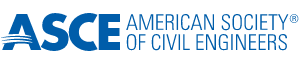 ASCE AMERICAN SOCIETY®
OF CIVIL ENGINEERS